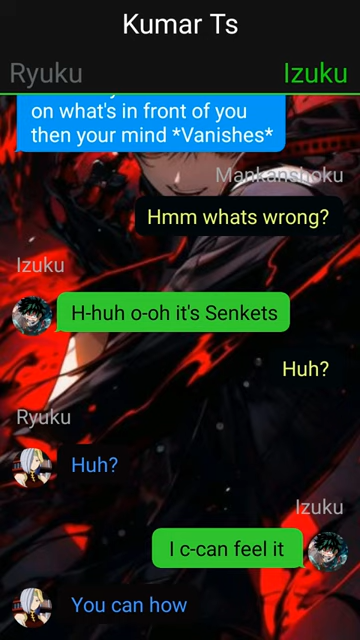 Kumar Ts
Ryuku
Izuku
on what's in front of you
then your mind *Vanishes*
Mankanshoku
Hmm whats wrong?
Izuku
H-huh o-oh it's Senkets
Huh?
Ryuku
Huh?
Izuku
I c-can feel it
You can how